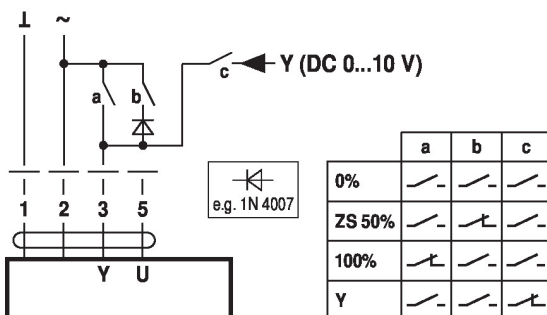 ⊥ ~
c Y (DC 0...10 V)
a b
e.g. 1N 4007
1 2 3 5
Y U
a b c
0%
ZS 50%
100%
Y